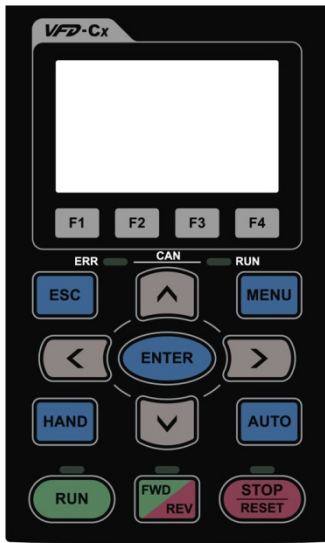 VFD-Cx
F1 F2 F3 F4
ERR CAN RUN
ESC MENU
ENTER
HAND AUTO
RUN FWD REV STOP RESET